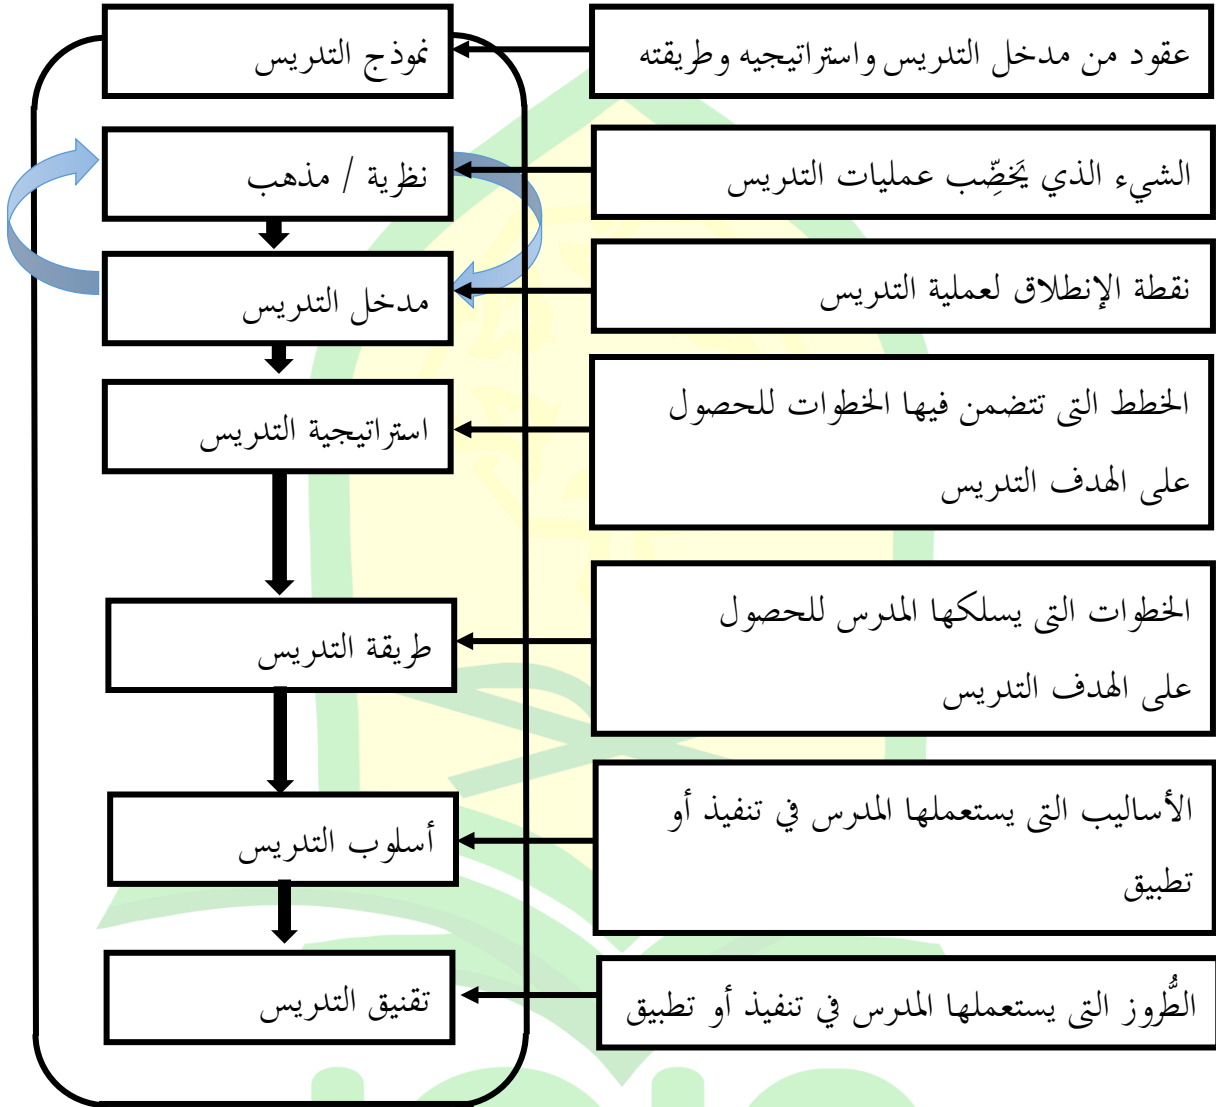 نموذج التدريس
عقود من مدخل التدريس واستراتيجيه وطريقته
نظرية / مذهب
الشيء الذي يَخضِّب عمليات التدريس
مدخل التدريس
نقطة الإنطلاق لعملية التدريس
استراتيجية التدريس
الخطط التى تتضمن فيها الخطوات للحصول
على الهدف التدريس
طريقة التدريس
الخطوات التى يسلكها المدرس للحصول
على الهدف التدريس
أسلوب التدريس
الأساليب التى يستعملها المدرس في تنفيذ أو
تطبيق
تقنيق التدريس
الطُّروز التى يستعملها المدرس في تنفيذ أو تطبيق